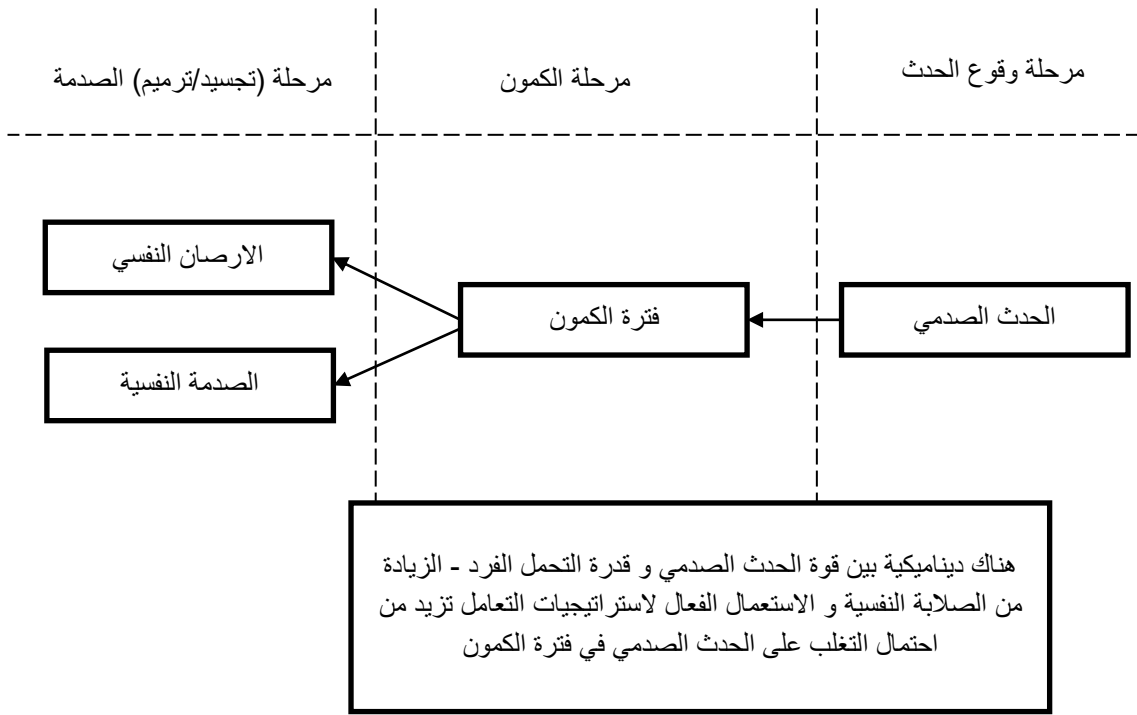 مرحلة وقوع الحدث
مرحلة الكمون
مرحلة (تجسيد/ترميم) الصدمة
الحدث الصدمي
فترة الكمون
الارصان النفسي
الصدمة النفسية
هناك ديناميكية بين قوة الحدث الصدمي و قدرة التحمل الفرد - الزيادة
من الصلابة النفسية و الاستعمال الفعال لاستراتيجيات التعامل تزيد من
احتمال التغلب على الحدث الصدمي في فترة الكمون